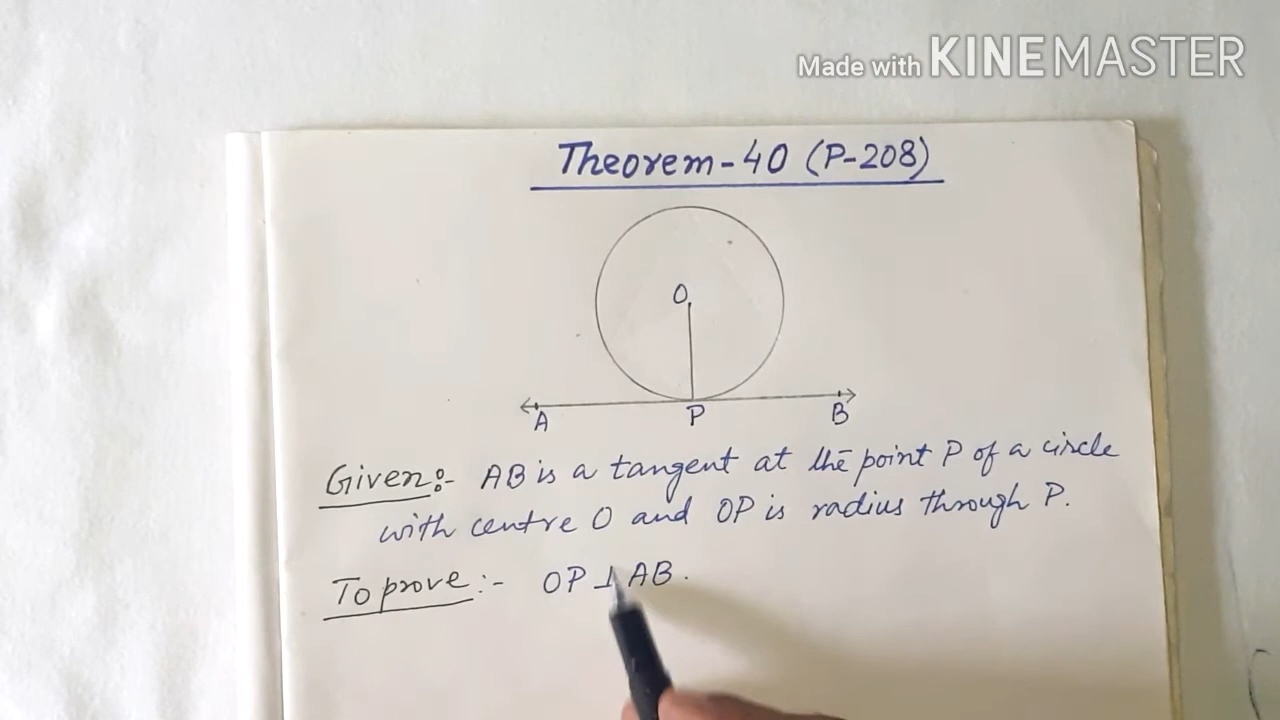 Made with KINEMASTER
Theorem-40 (P-208)
O
A
P
B
Given:- AB is a tangent at the point P of a circle
with centre O and OP is radius through P.
To prove:- OP ⊥ AB.